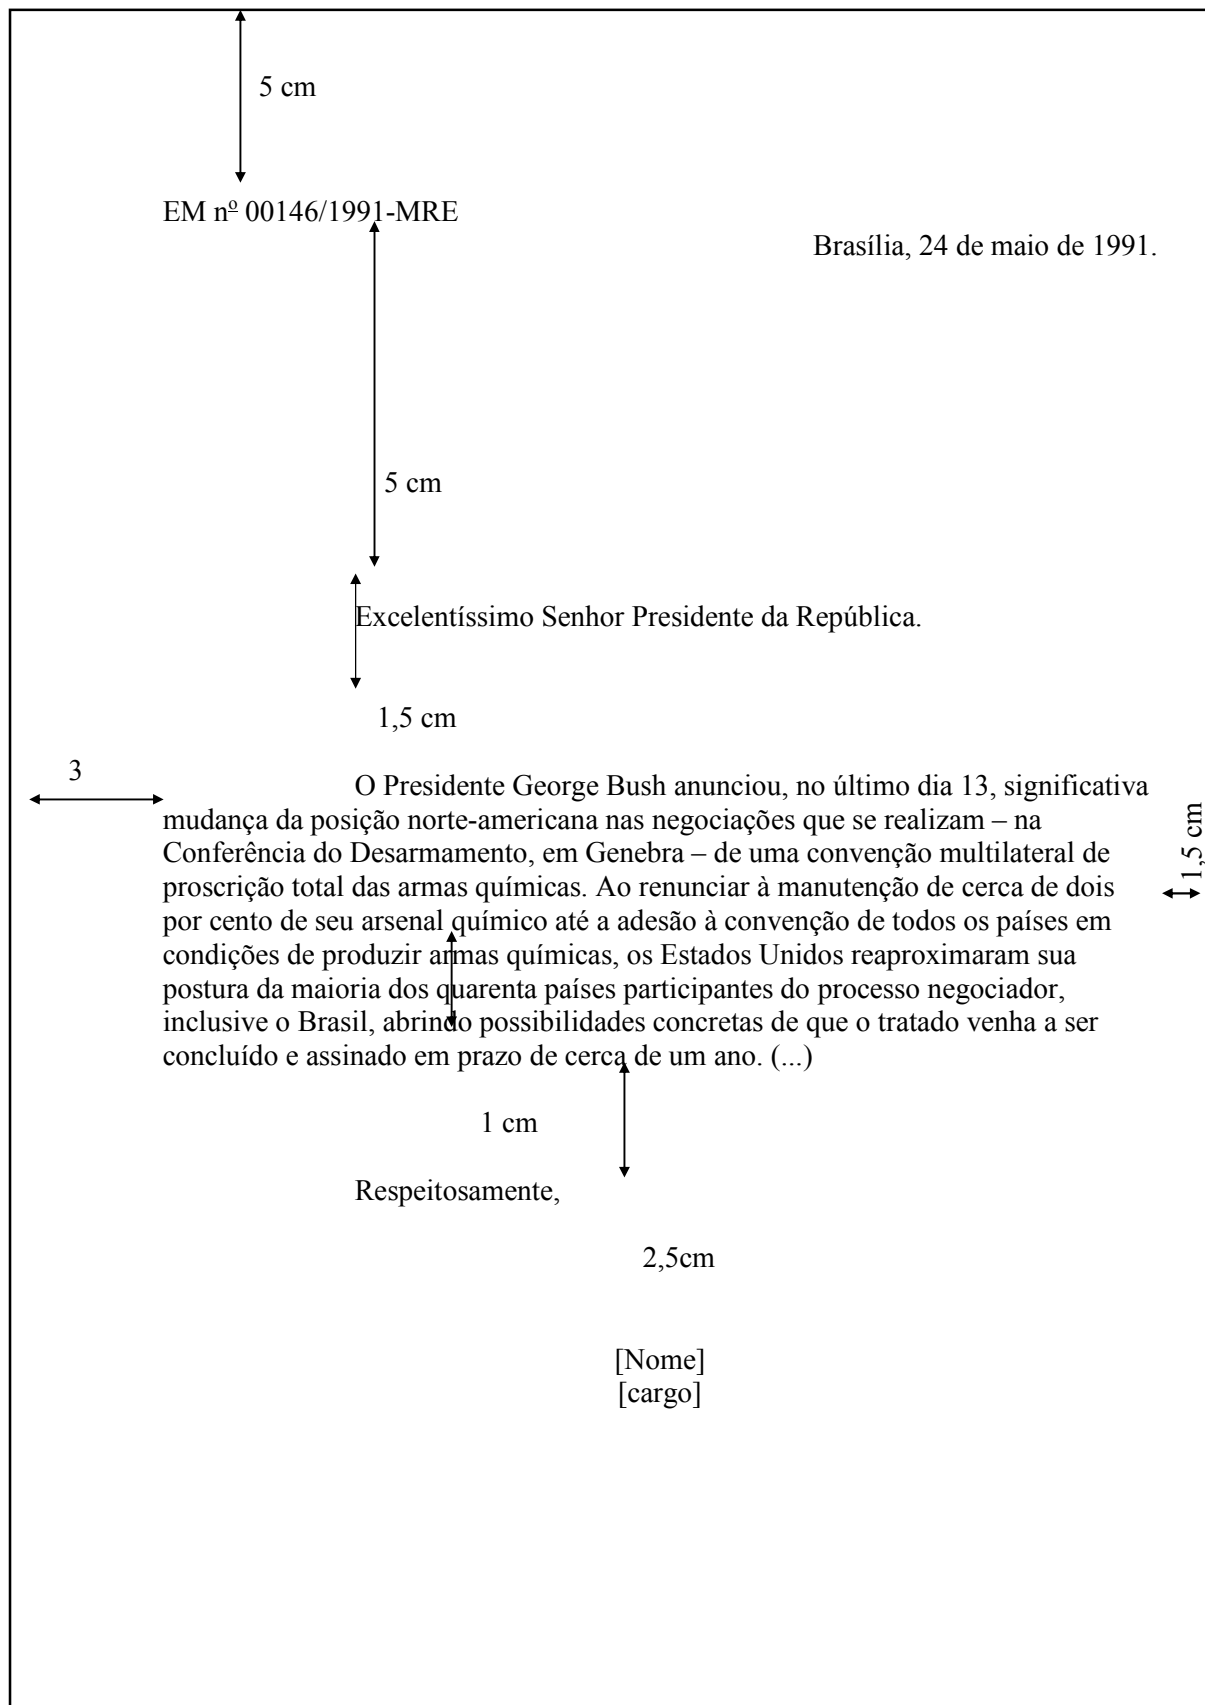 5 cm
EM nº 00146/1991-MRE
Brasília, 24 de maio de 1991.
5 cm
Excelentíssimo Senhor Presidente da República.
1,5 cm
3
O Presidente George Bush anunciou, no último dia 13, significativa
mudança da posição norte-americana nas negociações que se realizam – na
Conferência do Desarmamento, em Genebra – de uma convenção multilateral de
proscrição total das armas químicas. Ao renunciar à manutenção de cerca de dois
1,5 cm
por cento de seu arsenal químico até a adesão à convenção de todos os países em
condições de produzir armas químicas, os Estados Unidos reaproximaram sua
postura da maioria dos quarenta países participantes do processo negociador,
inclusive o Brasil, abrindo possibilidades concretas de que o tratado venha a ser
concluído e assinado em prazo de cerca de um ano. (...)
1 cm
Respeitosamente,
2,5cm
[Nome]
[cargo]